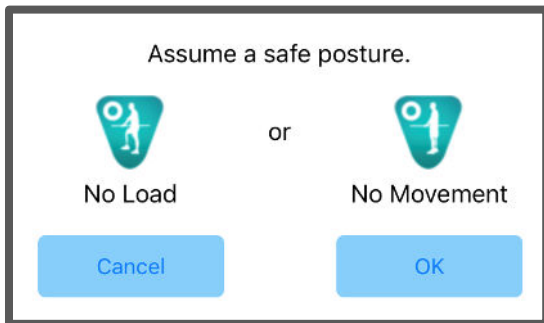 Assume a safe posture.
or
No Load
No Movement
Cancel
OK